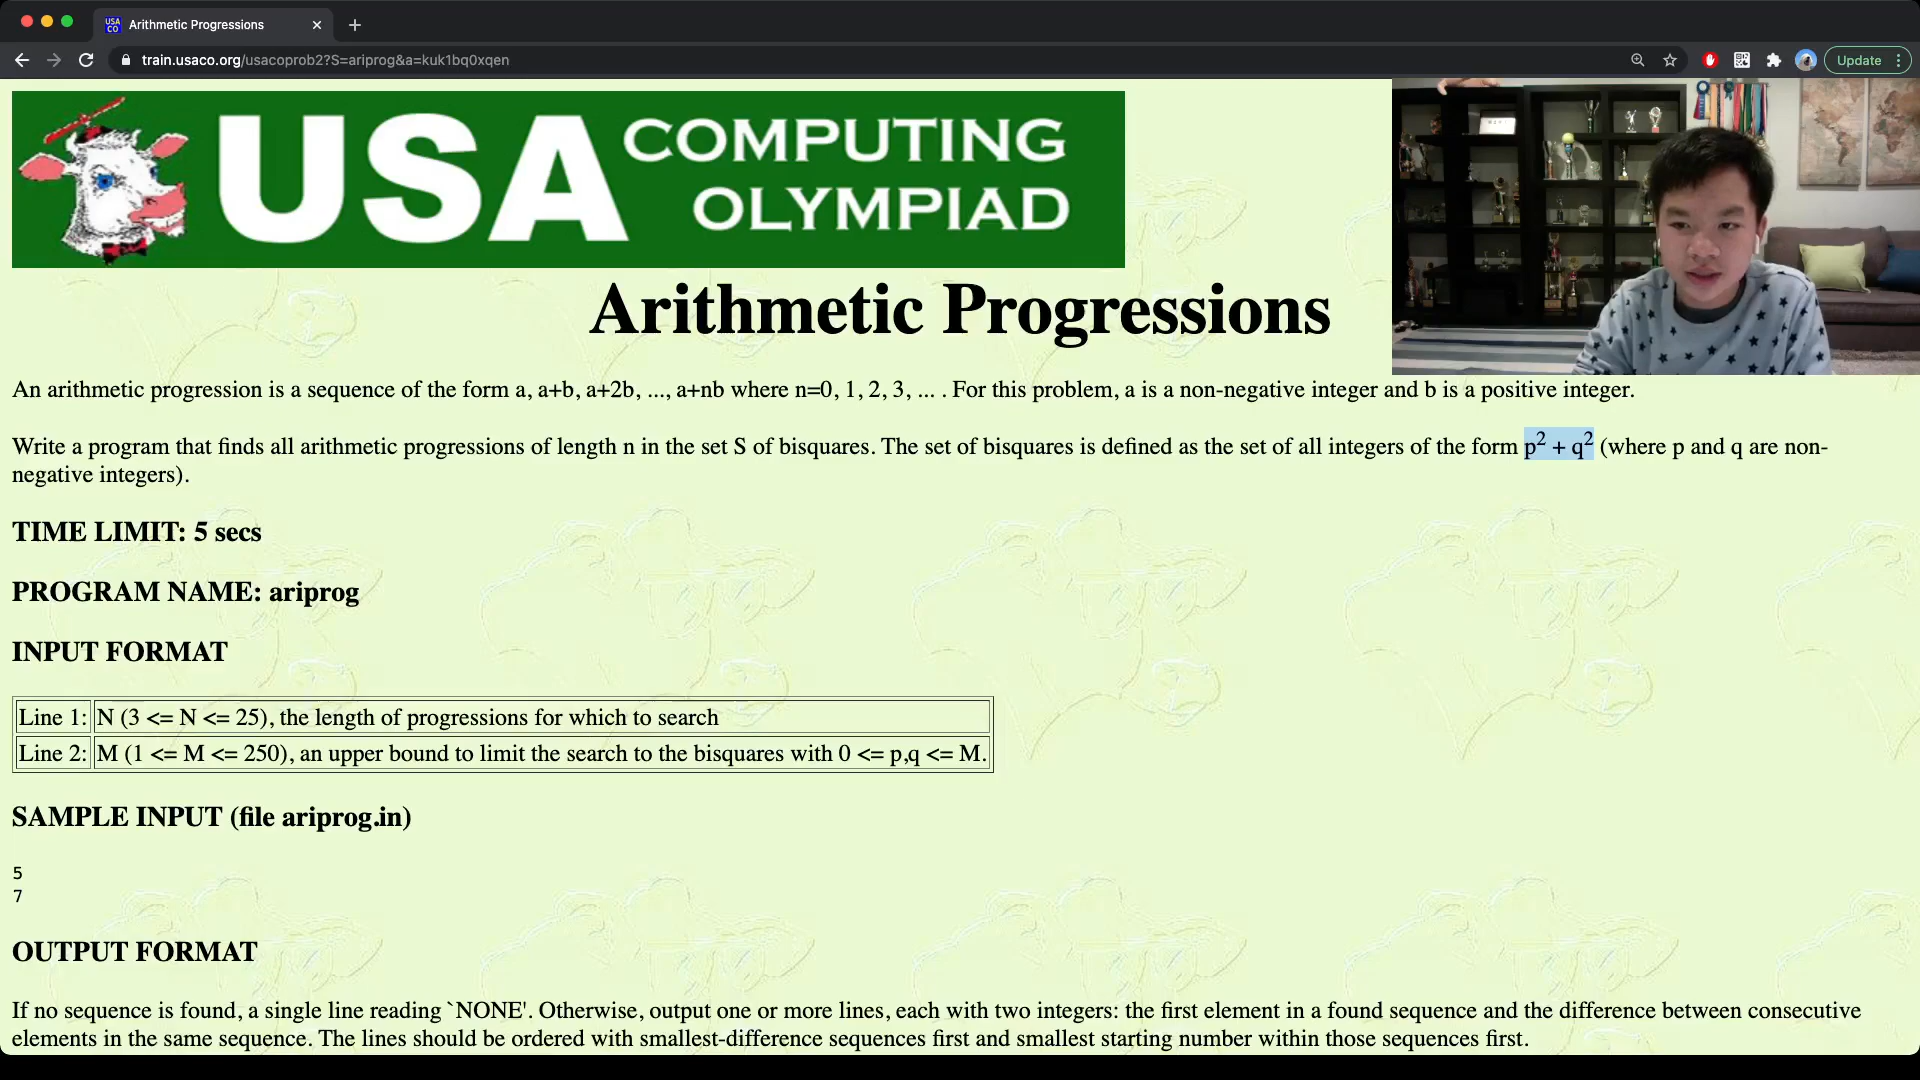 USA CO Arithmetic Progressions
train.usaco.org/usacoprob2?S=ariprog&a=kuk1bq0xqen
Update
USA COMPUTING OLYMPIAD
Arithmetic Progressions
An arithmetic progression is a sequence of the form a, a+b, a+2b, ..., a+nb where n=0, 1, 2, 3, ... . For this problem, a is a non-negative integer and b is a positive integer.
Write a program that finds all arithmetic progressions of length n in the set S of bisquares. The set of bisquares is defined as the set of all integers of the form p² + q² (where p and q are non-
negative integers).
TIME LIMIT: 5 secs
PROGRAM NAME: ariprog
INPUT FORMAT
Line 1: N (3 <= N <= 25), the length of progressions for which to search
Line 2: M (1 <= M <= 250), an upper bound to limit the search to the bisquares with 0 <= p,q <= M.
SAMPLE INPUT (file ariprog.in)
5
7
OUTPUT FORMAT
If no sequence is found, a single line reading `NONE'. Otherwise, output one or more lines, each with two integers: the first element in a found sequence and the difference between consecutive
elements in the same sequence. The lines should be ordered with smallest-difference sequences first and smallest starting number within those sequences first.